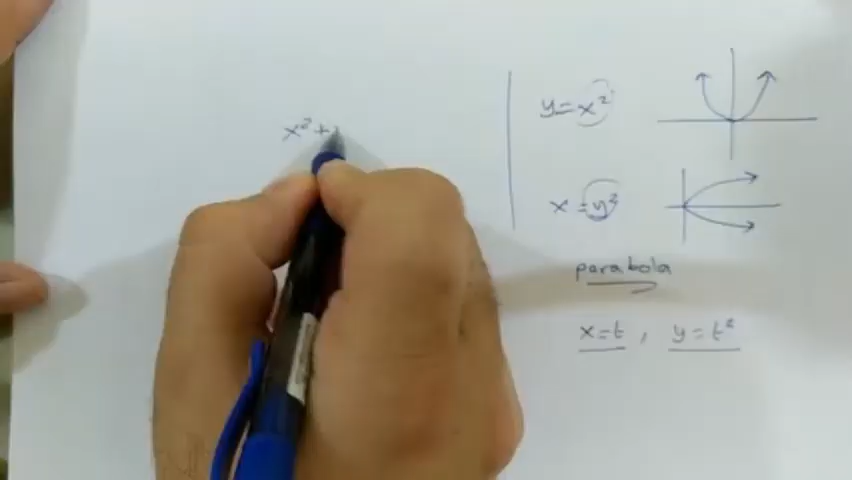 x² +
y = x²
x = y²
parabola
x = t , y = t²